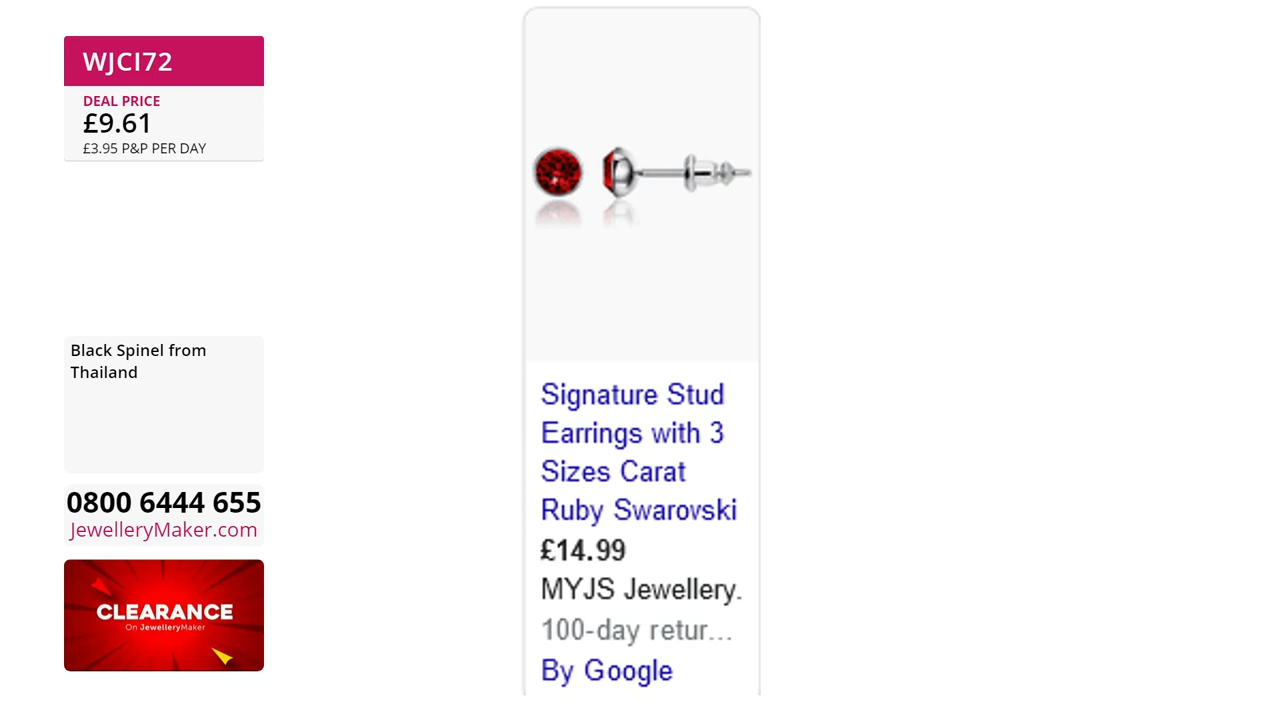 WJCI72
DEAL PRICE
£9.61
£3.95 P&P PER DAY
Black Spinel from
Thailand
0800 6444 655
JewelleryMaker.com
CLEARANCE
On JewelleryMaker
Signature Stud
Earrings with 3
Sizes Carat
Ruby Swarovski
£14.99
MYJS Jewellery.
100-day retur...
By Google